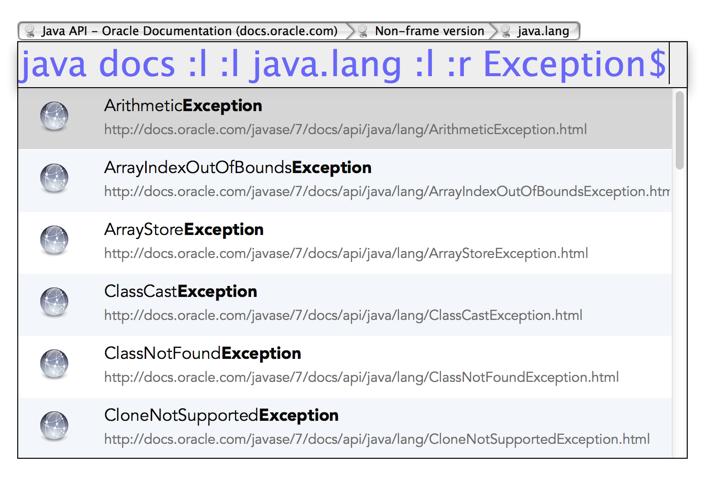 Java API – Oracle Documentation (docs.oracle.com) Non-frame version java.lang
java docs :l :l java.lang :l :r Exception$
ArithmeticException
http://docs.oracle.com/javase/7/docs/api/java/lang/ArithmeticException.html
ArrayIndexOutOfBoundsException
http://docs.oracle.com/javase/7/docs/api/java/lang/ArrayIndexOutOfBoundsException.htm
ArrayStoreException
http://docs.oracle.com/javase/7/docs/api/java/lang/ArrayStoreException.html
ClassCastException
http://docs.oracle.com/javase/7/docs/api/java/lang/ClassCastException.html
ClassNotFoundException
http://docs.oracle.com/javase/7/docs/api/java/lang/ClassNotFoundException.html
CloneNotSupportedException
http://docs.oracle.com/javase/7/docs/api/java/lang/CloneNotSupportedException.html